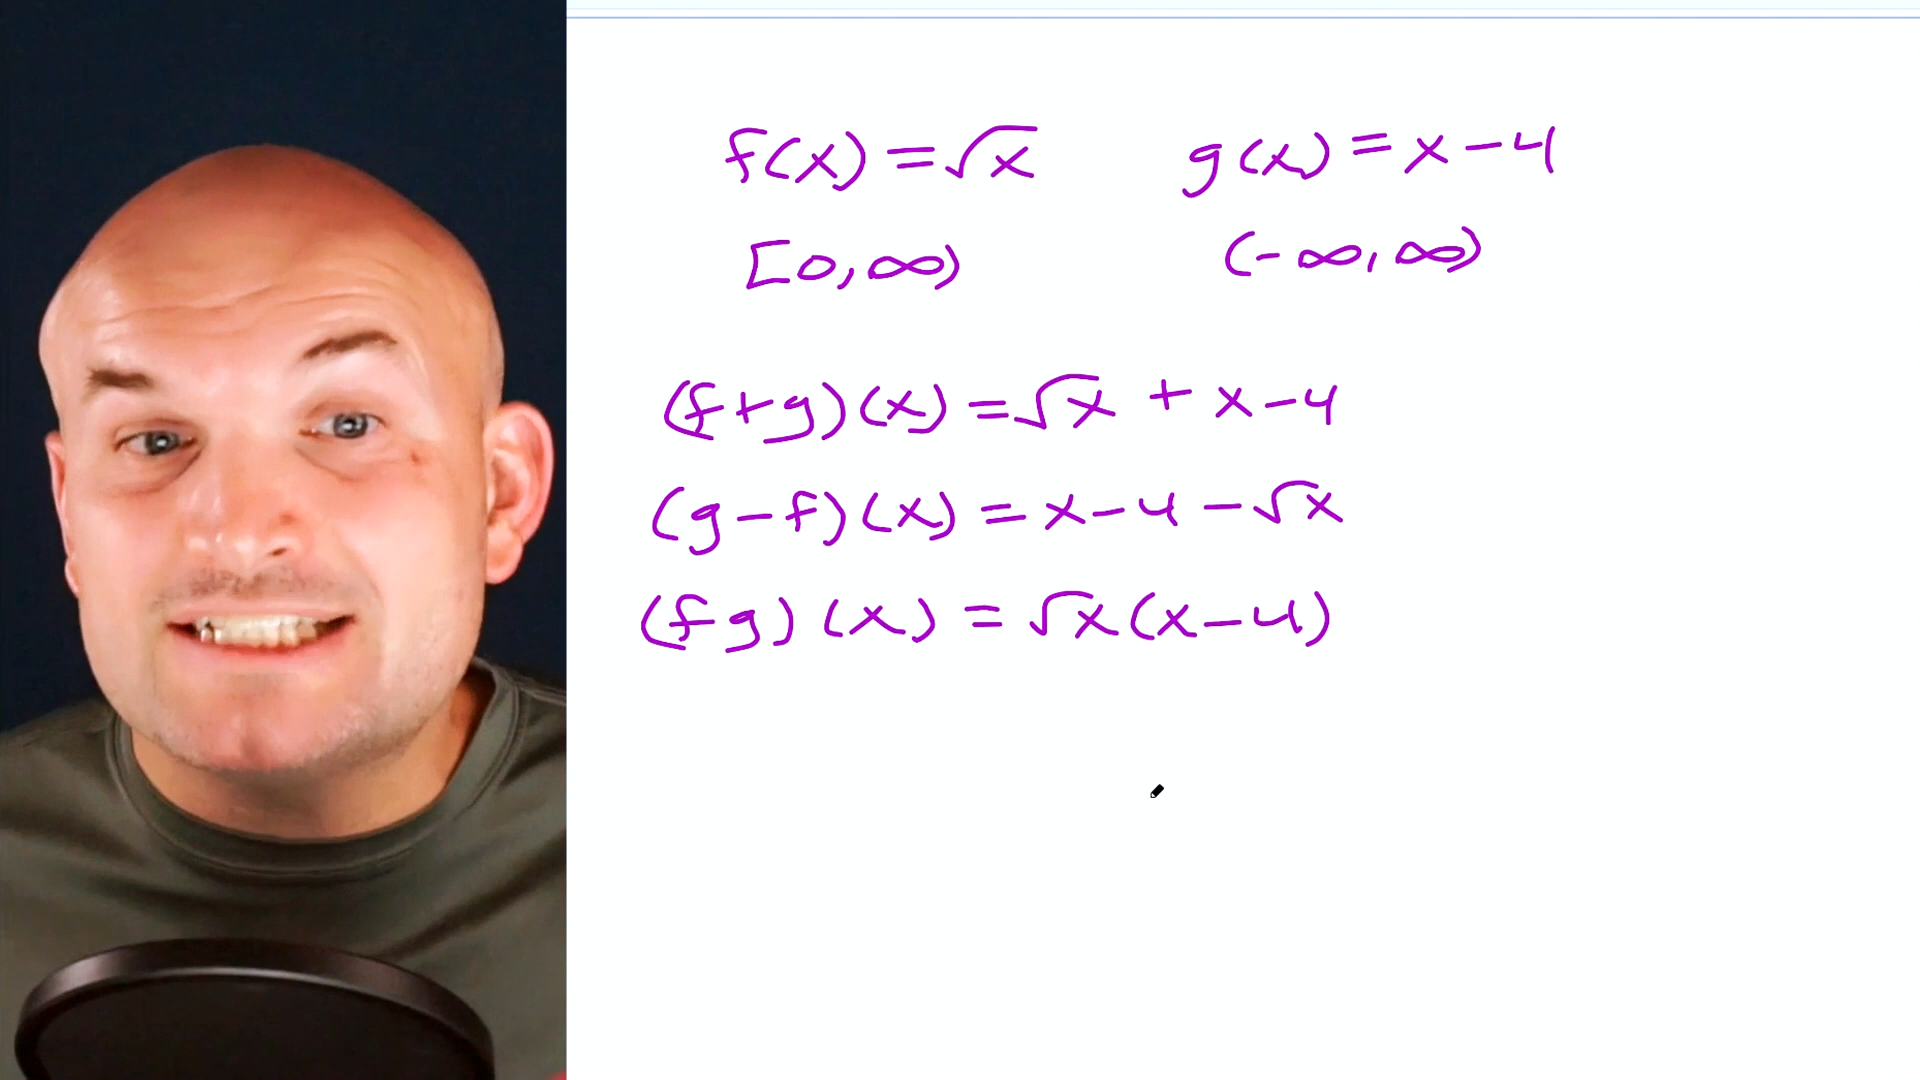 f(x) = √x g(x) = x - 4
[0, ∞) (-∞, ∞)
(f + g)(x) = √x + x - 4
(g - f)(x) = x - 4 - √x
(fg)(x) = √x(x - 4)